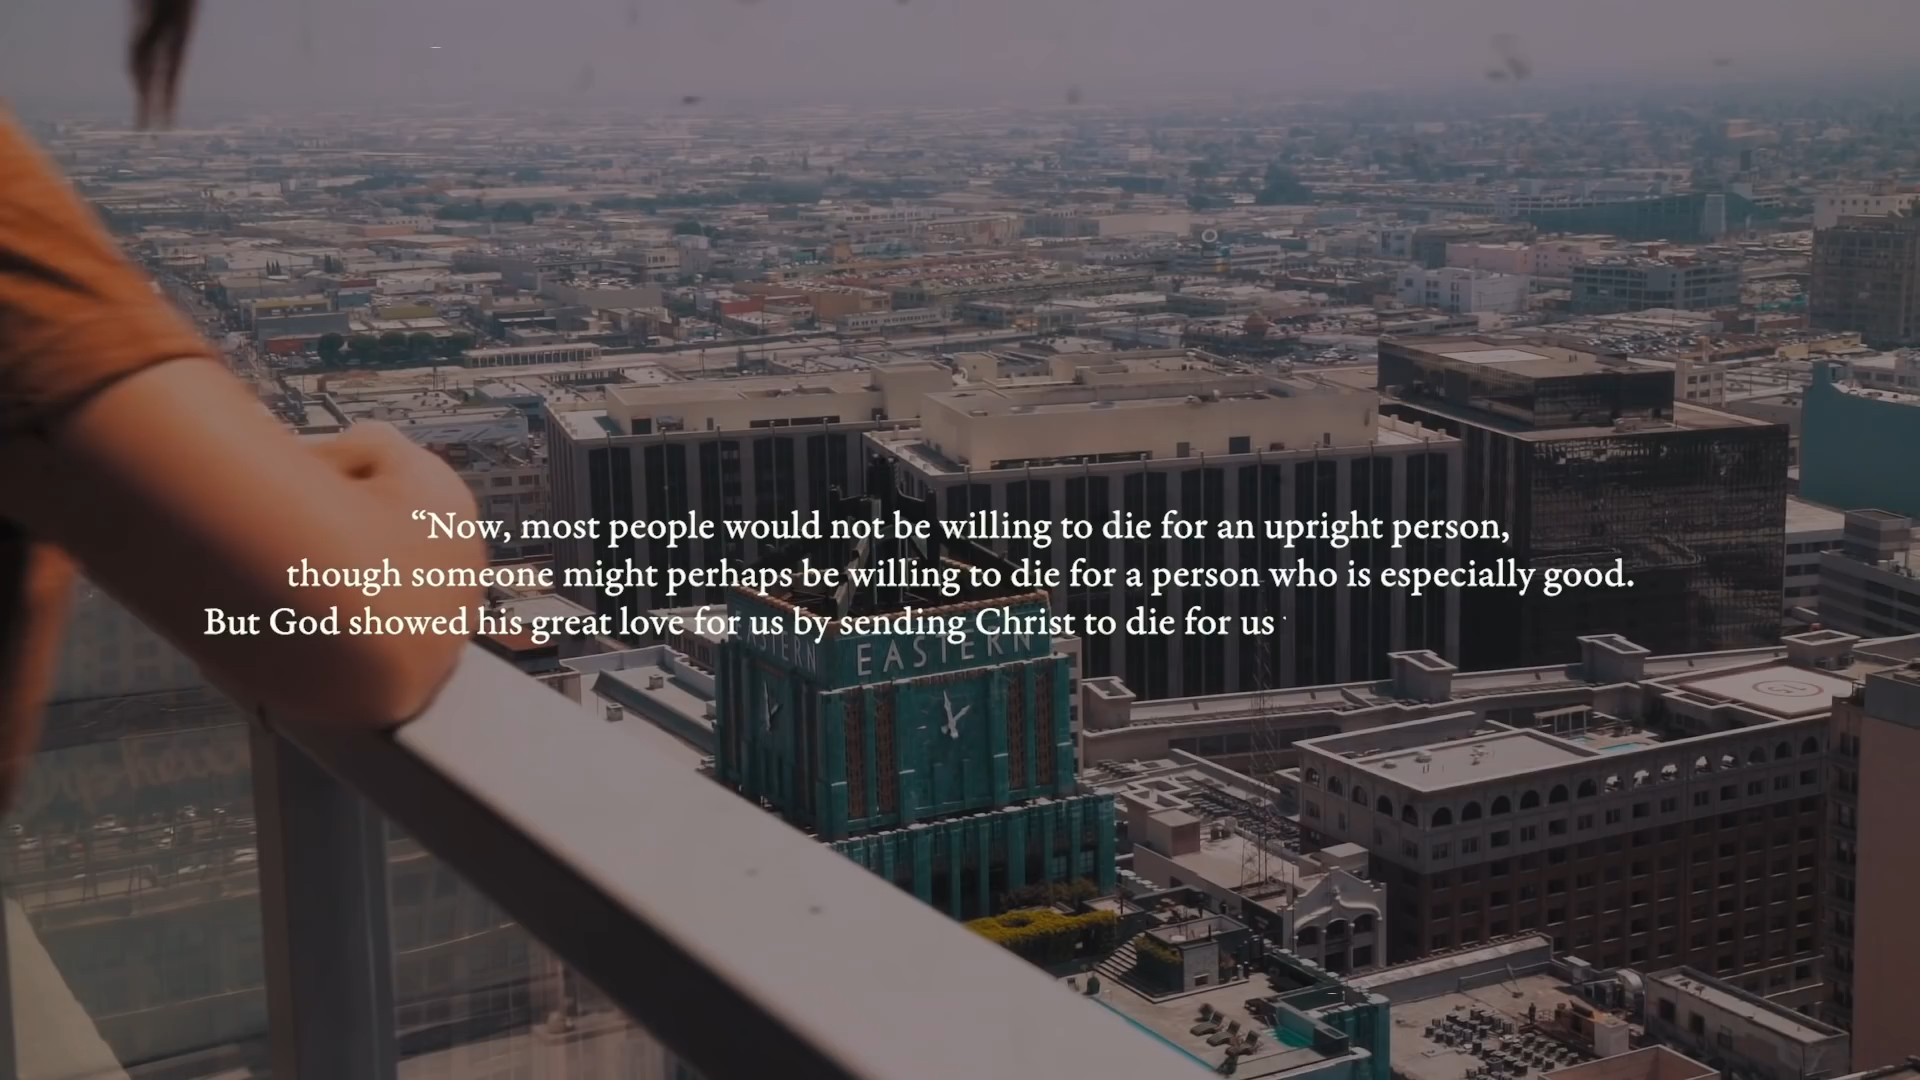 “Now, most people would not be willing to die for an upright person,
though someone might perhaps be willing to die for a person who is especially good.
But God showed his great love for us by sending Christ to die for us
EASTERN
EASTERN